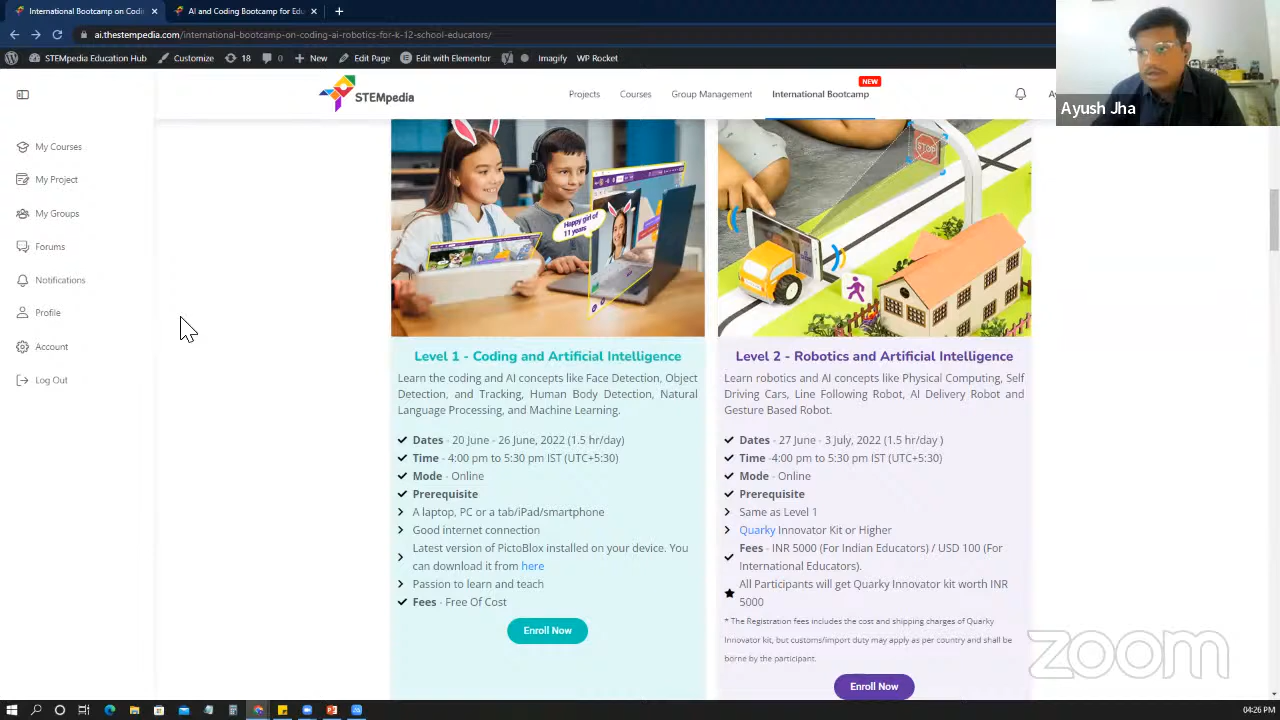 International Bootcamp on Codin
AI and Coding Bootcamp for Edu
ai.thestempedia.com/international-bootcamp-on-coding-ai-robotics-for-k-12-school-educators/
STEMpedia Education Hub
Customize
18
0
New
Edit Page
Edit with Elementor
Imagify
WP Rocket
STEMpedia
Projects
Courses
Group Management
International Bootcamp
NEW
Ay
Ayush Jha
My Courses
My Project
My Groups
Forums
Notifications
Profile
Account
Log Out
Happy girl of
11 years
STOP
Level 1 - Coding and Artificial Intelligence
Learn the coding and AI concepts like Face Detection, Object
Detection, and Tracking, Human Body Detection, Natural
Language Processing, and Machine Learning.
Dates - 20 June - 26 June, 2022 (1.5 hr/day)
Time - 4:00 pm to 5:30 pm IST (UTC+5:30)
Mode - Online
Prerequisite
A laptop, PC or a tab/iPad/smartphone
Good internet connection
Latest version of PictoBlox installed on your device. You
can download it from here
Passion to learn and teach
Fees - Free Of Cost
Enroll Now
Level 2 - Robotics and Artificial Intelligence
Learn robotics and AI concepts like Physical Computing, Self
Driving Cars, Line Following Robot, AI Delivery Robot and
Gesture Based Robot.
Dates - 27 June - 3 July, 2022 (1.5 hr/day )
Time -4:00 pm to 5:30 pm IST (UTC+5:30)
Mode - Online
Prerequisite
Same as Level 1
Quarky Innovator Kit or Higher
Fees - INR 5000 (For Indian Educators) / USD 100 (For
International Educators).
All Participants will get Quarky Innovator kit worth INR
5000
* The Registration fees includes the cost and shipping charges of Quarky
Innovator kit, but customs/import duty may apply as per country and shall be
borne by the participant.
Enroll Now
zoom
04:26 PM